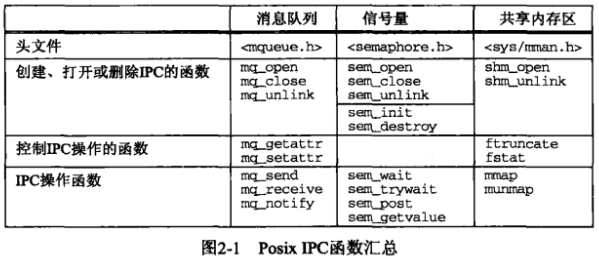 消息队列 信号量 共享内存区
头文件 <mqueue.h> <semaphore.h> <sys/mman.h>
创建、打开或删除IPC的函数 mq_open sem_open shm_open
mq_close sem_close shm_unlink
mq_unlink sem_unlink
sem_init
sem_destroy
控制IPC操作的函数 mq_getattr ftruncate
mq_setattr fstat
IPC操作函数 mq_send sem_wait mmap
mq_receive sem_trywait munmap
mq_notify sem_post
sem_getvalue
图2-1 Posix IPC函数汇总